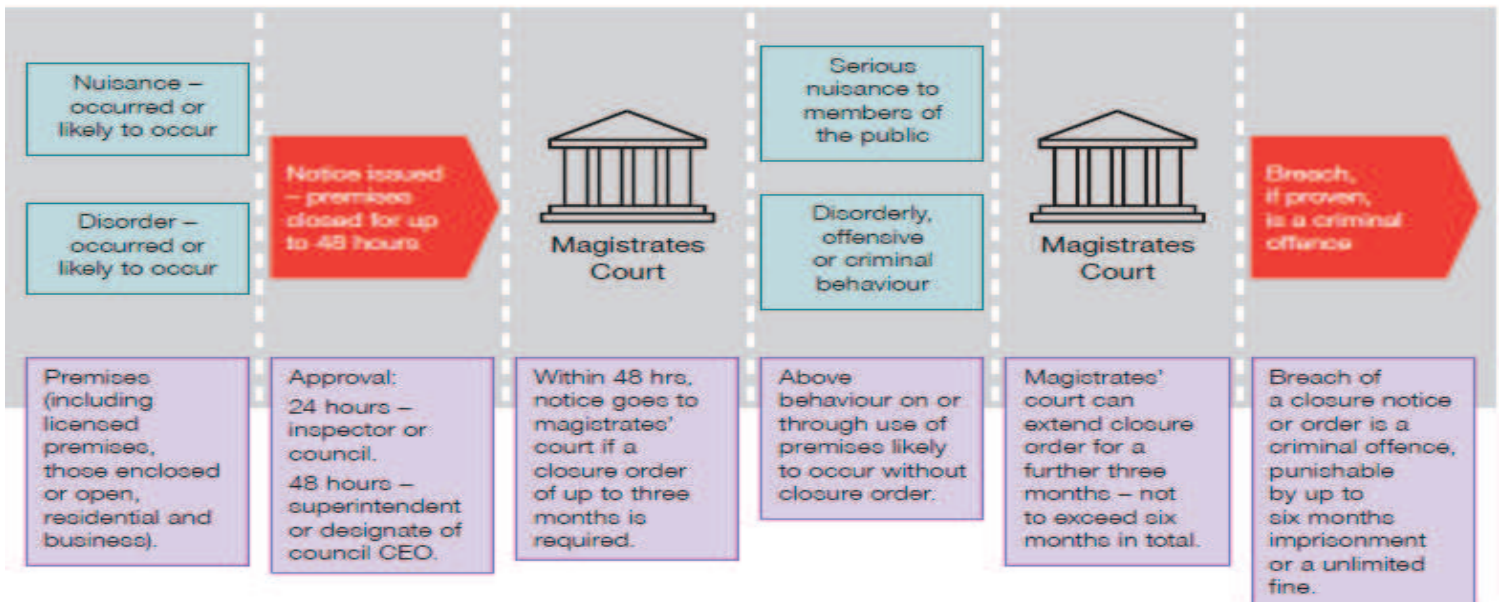 Nuisance –
occurred or
likely to occur
Disorder –
occurred or
likely to occur
Notice issued
– premises
closed for up
to 48 hours
Magistrates
Court
Serious
nuisance to
members of
the public
Disorderly,
offensive
or criminal
behaviour
Magistrates
Court
Breach,
if proven,
is a criminal
offence
Premises
(including
licensed
premises,
those enclosed
or open,
residential and
business).
Approval:
24 hours –
inspector or
council.
48 hours –
superintendent
or designate of
council CEO.
Within 48 hrs,
notice goes to
magistrates'
court if a
closure order
of up to three
months is
required.
Above
behaviour on or
through use of
premises likely
to occur without
closure order.
Magistrates'
court can
extend closure
order for a
further three
months – not
to exceed six
months in total.
Breach of
a closure notice
or order is a
criminal offence,
punishable
by up to
six months
imprisonment
or a unlimited
fine.